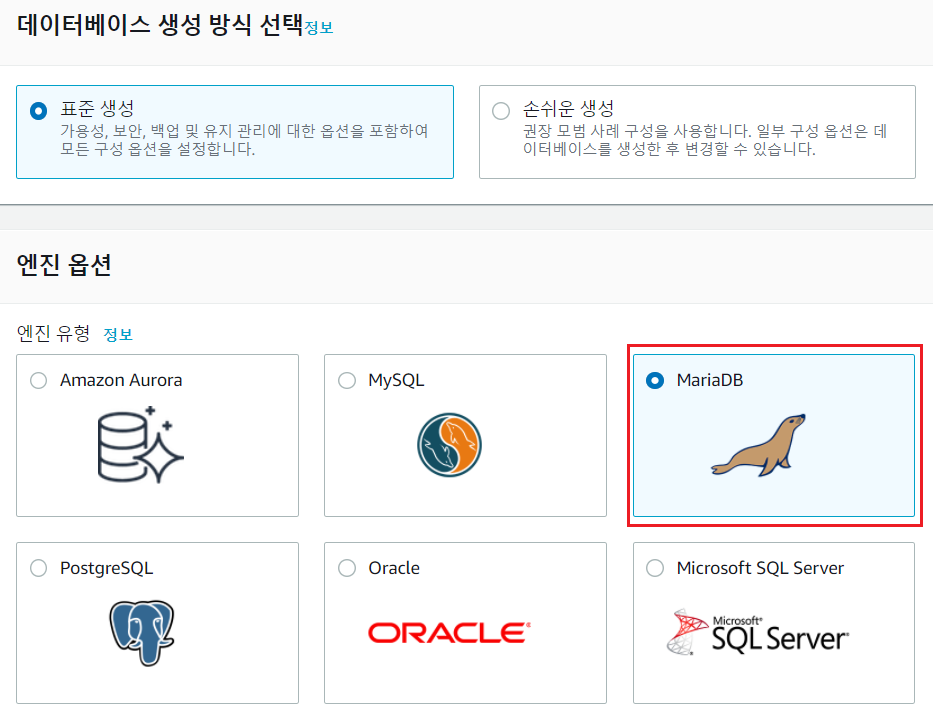 데이터베이스 생성 방식 선택정보
표준 생성
가용성, 보안, 백업 및 유지 관리에 대한 옵션을 포함하여
모든 구성 옵션을 설정합니다.
손쉬운 생성
권장 모범 사례 구성을 사용합니다. 일부 구성 옵션은 데
이터베이스를 생성한 후 변경할 수 있습니다.
엔진 옵션
엔진 유형 정보
Amazon Aurora
MySQL
MariaDB
PostgreSQL
Oracle
ORACLE®
Microsoft SQL Server
Microsoft®
SQL Server®